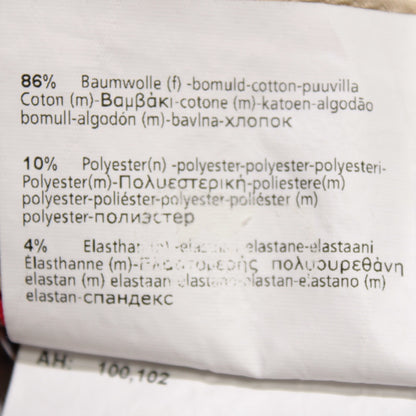 86% Baumwolle (f) -bomuld-cotton-puuvilla
Coton (m)-Βαμβάκι-cotone (m)-katoen-algodão
bomull-algodón (m)-bavlna-хлопок
10% Polyester(n) -polyester-polyester-polyesteri-
Polyester(m)-Πολυεστερική-poliestere(m)
polyester-poliéster-polyester-poliéster (m)
polyester-полиэстер
4% elastane-elastaani
Élasthanne (m)- πολυουρεθάνη
elastan (m) elastaan elastan-elastano (m)
elastan-спандекс
AH: 100,102